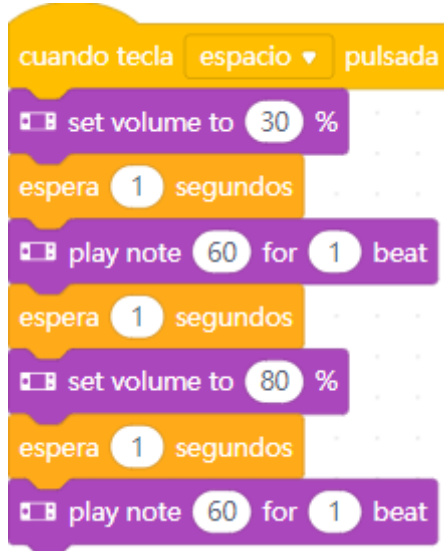 cuando tecla espacio pulsada
set volume to 30 %
espera 1 segundos
play note 60 for 1 beat
espera 1 segundos
set volume to 80 %
espera 1 segundos
play note 60 for 1 beat